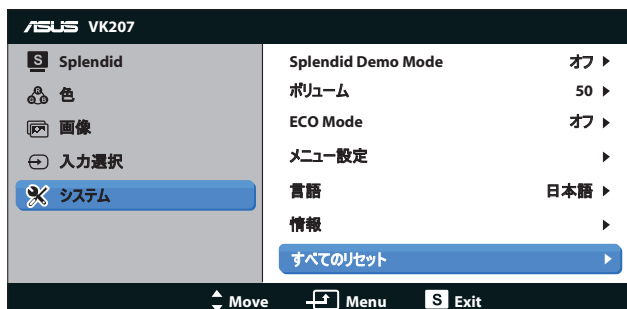 ASUS VK207
S Splendid
色
画像
入力選択
システム
Splendid Demo Mode オフ
ボリューム 50
ECO Mode オフ
メニュー設定
言語 日本語
情報
すべてのリセット
Move Menu S Exit